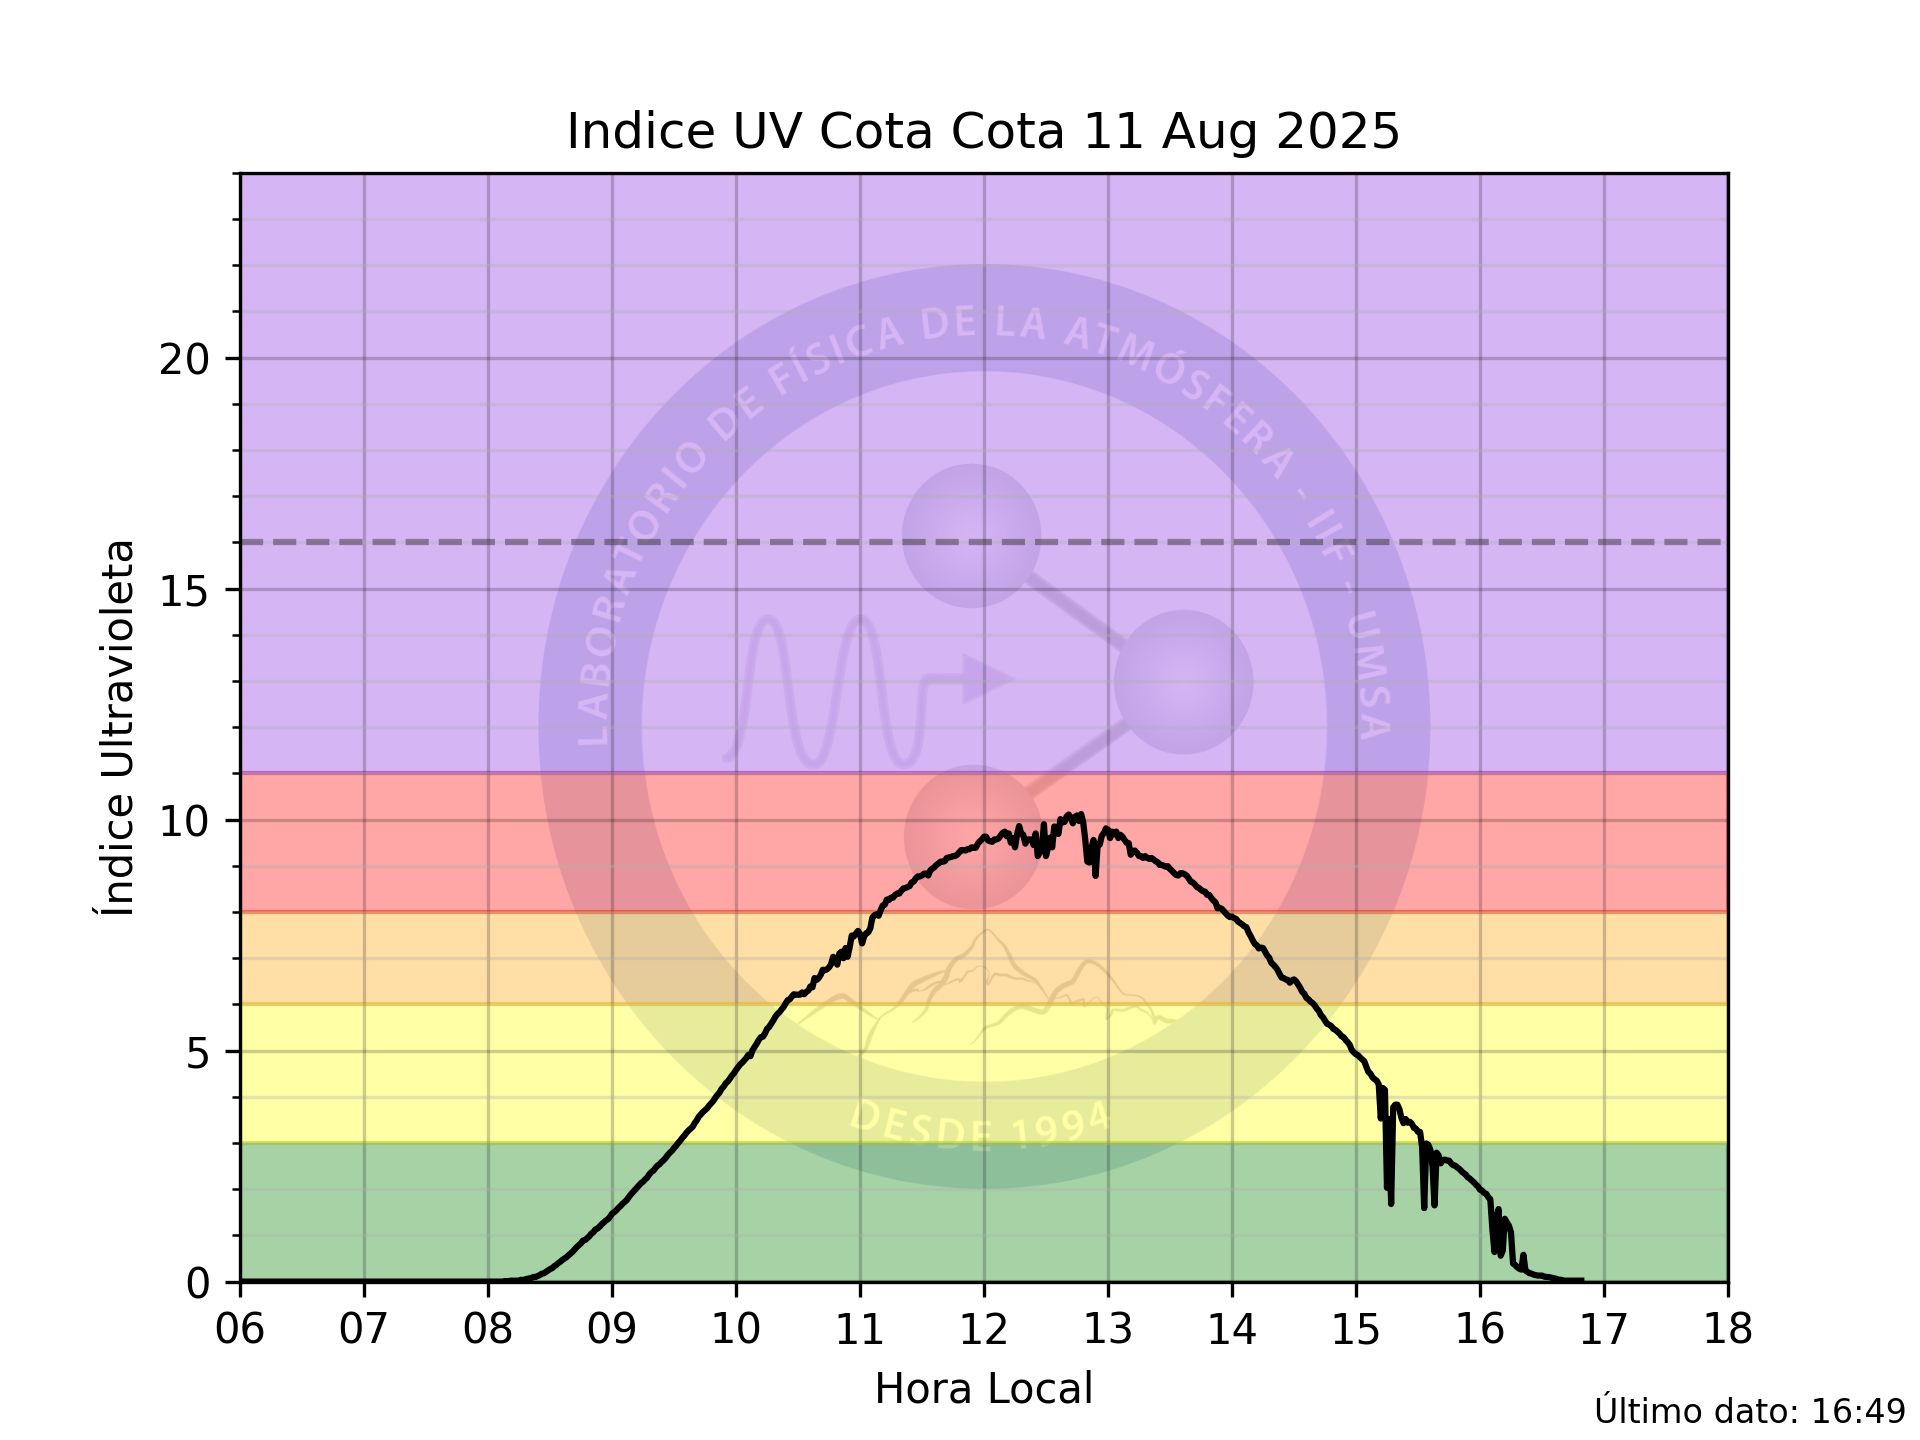 Indice UV Cota Cota 11 Aug 2025
LABORATORIO DE FÍSICA DE LA ATMÓSFERA - IIF - UMSA
DESDE 1994
Índice Ultravioleta
20
15
10
5
0
06 07 08 09 10 11 12 13 14 15 16 17 18
Hora Local
Último dato: 16:49